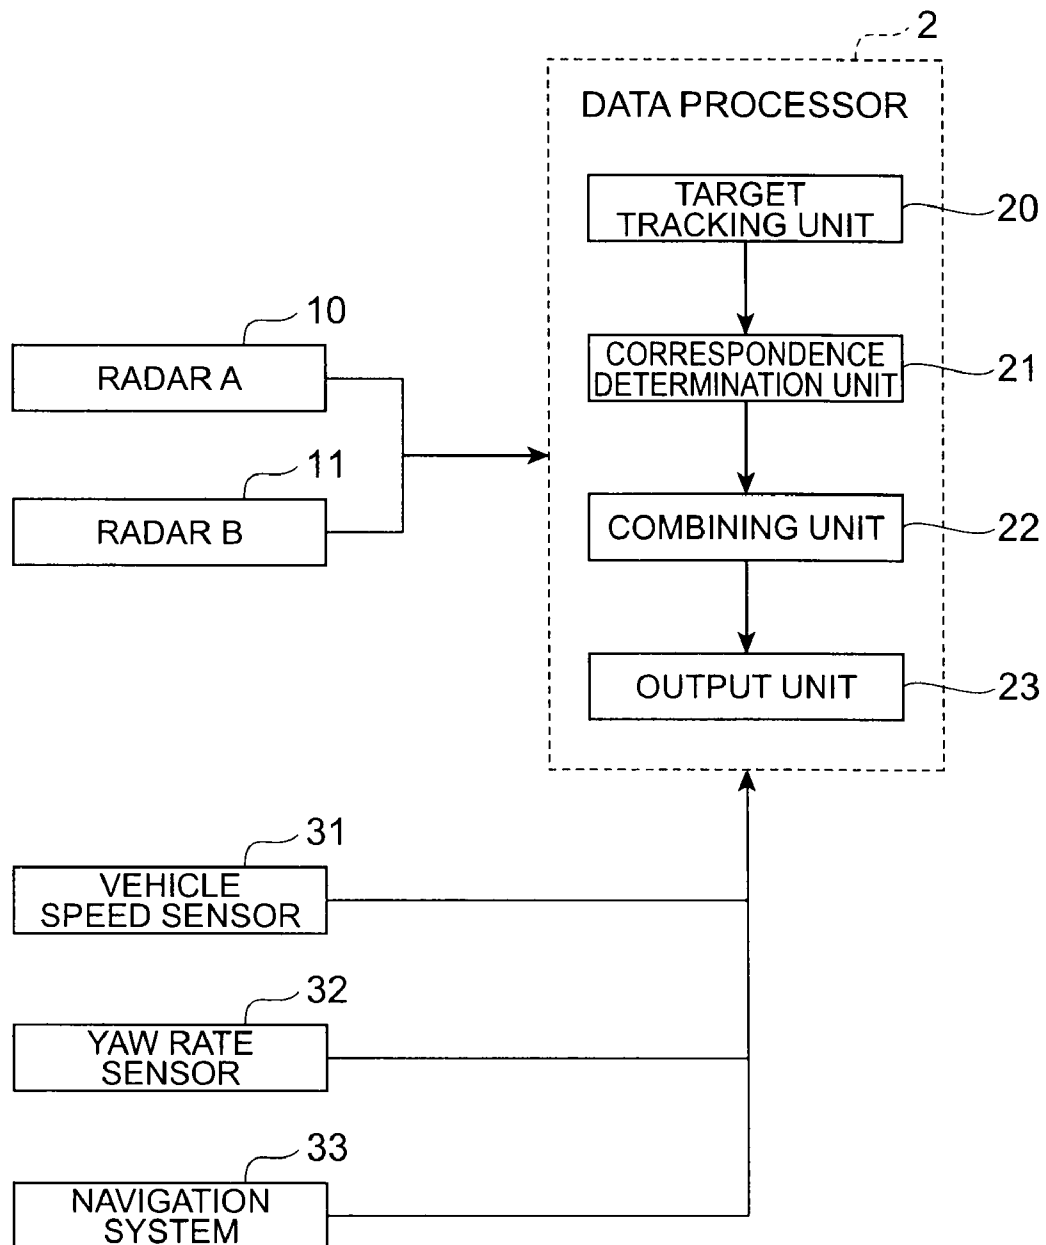 2
DATA PROCESSOR
TARGET
TRACKING UNIT
20
10
RADAR A
CORRESPONDENCE
DETERMINATION UNIT
21
11
RADAR B
COMBINING UNIT
22
OUTPUT UNIT
23
31
VEHICLE
SPEED SENSOR
32
YAW RATE
SENSOR
33
NAVIGATION
SYSTEM